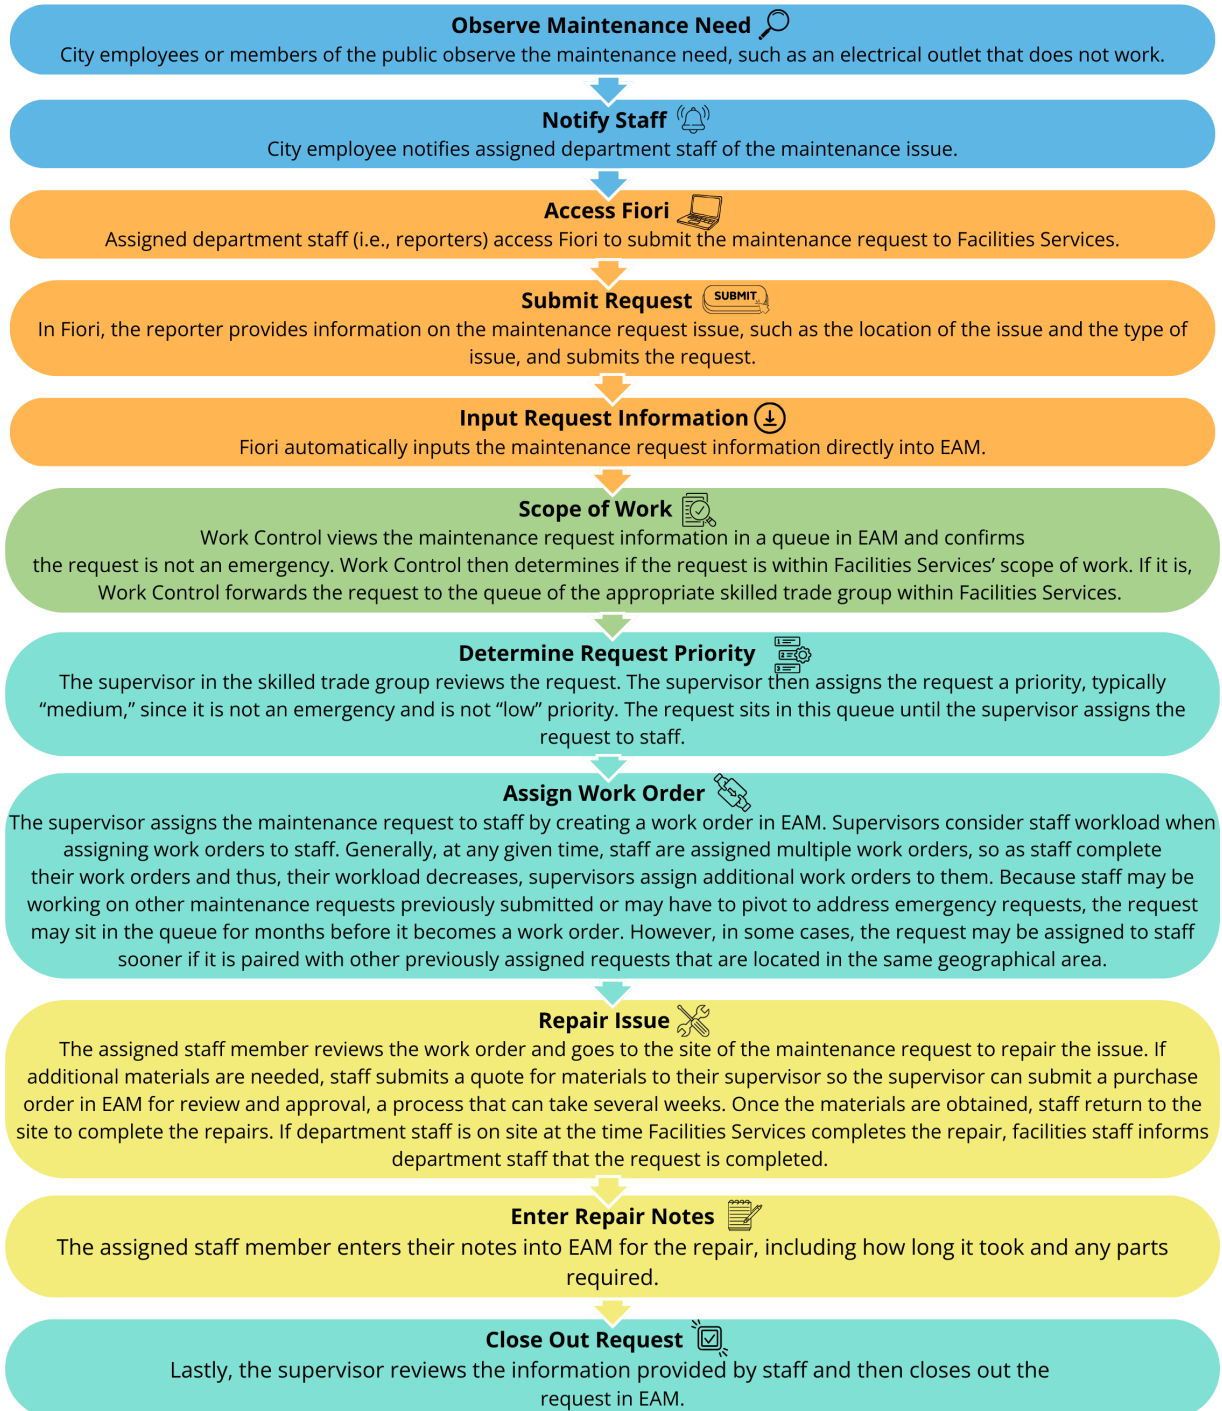 Observe Maintenance Need
City employees or members of the public observe the maintenance need, such as an electrical outlet that does not work.
Notify Staff
City employee notifies assigned department staff of the maintenance issue.
Access Fiori
Assigned department staff (i.e., reporters) access Fiori to submit the maintenance request to Facilities Services.
Submit Request SUBMIT
In Fiori, the reporter provides information on the maintenance request issue, such as the location of the issue and the type of
issue, and submits the request.
Input Request Information
Fiori automatically inputs the maintenance request information directly into EAM.
Scope of Work
Work Control views the maintenance request information in a queue in EAM and confirms
the request is not an emergency. Work Control then determines if the request is within Facilities Services’ scope of work. If it is,
Work Control forwards the request to the queue of the appropriate skilled trade group within Facilities Services.
Determine Request Priority 1 2 3
The supervisor in the skilled trade group reviews the request. The supervisor then assigns the request a priority, typically
“medium,” since it is not an emergency and is not “low” priority. The request sits in this queue until the supervisor assigns the
request to staff.
Assign Work Order
The supervisor assigns the maintenance request to staff by creating a work order in EAM. Supervisors consider staff workload when
assigning work orders to staff. Generally, at any given time, staff are assigned multiple work orders, so as staff complete
their work orders and thus, their workload decreases, supervisors assign additional work orders to them. Because staff may be
working on other maintenance requests previously submitted or may have to pivot to address emergency requests, the request
may sit in the queue for months before it becomes a work order. However, in some cases, the request may be assigned to staff
sooner if it is paired with other previously assigned requests that are located in the same geographical area.
Repair Issue
The assigned staff member reviews the work order and goes to the site of the maintenance request to repair the issue. If
additional materials are needed, staff submits a quote for materials to their supervisor so the supervisor can submit a purchase
order in EAM for review and approval, a process that can take several weeks. Once the materials are obtained, staff return to the
site to complete the repairs. If department staff is on site at the time Facilities Services completes the repair, facilities staff informs
department staff that the request is completed.
Enter Repair Notes
The assigned staff member enters their notes into EAM for the repair, including how long it took and any parts
required.
Close Out Request
Lastly, the supervisor reviews the information provided by staff and then closes out the
request in EAM.